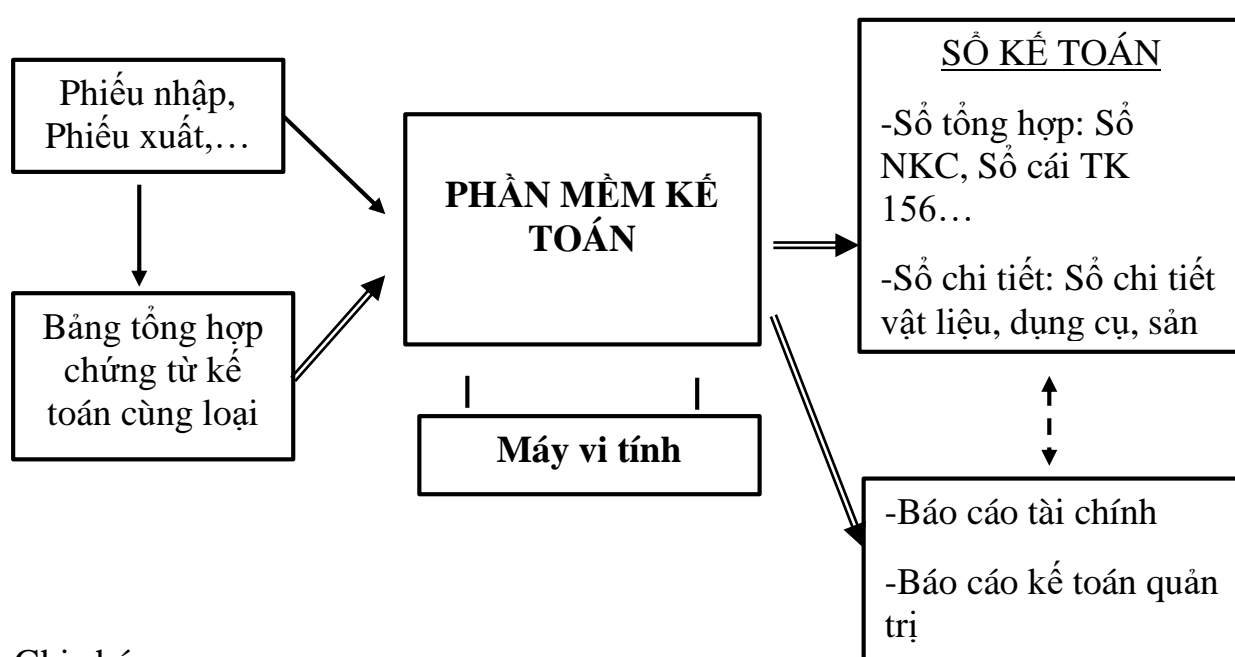 Phiếu nhập,
Phiếu xuất,…
Bảng tổng hợp
chứng từ kế
toán cùng loại
PHẦN MỀM KẾ
TOÁN
Máy vi tính
SỔ KẾ TOÁN
-Sổ tổng hợp: Sổ
NKC, Sổ cái TK
156…
-Sổ chi tiết: Sổ chi tiết
vật liệu, dụng cụ, sản
-Báo cáo tài chính
-Báo cáo kế toán quản
trị